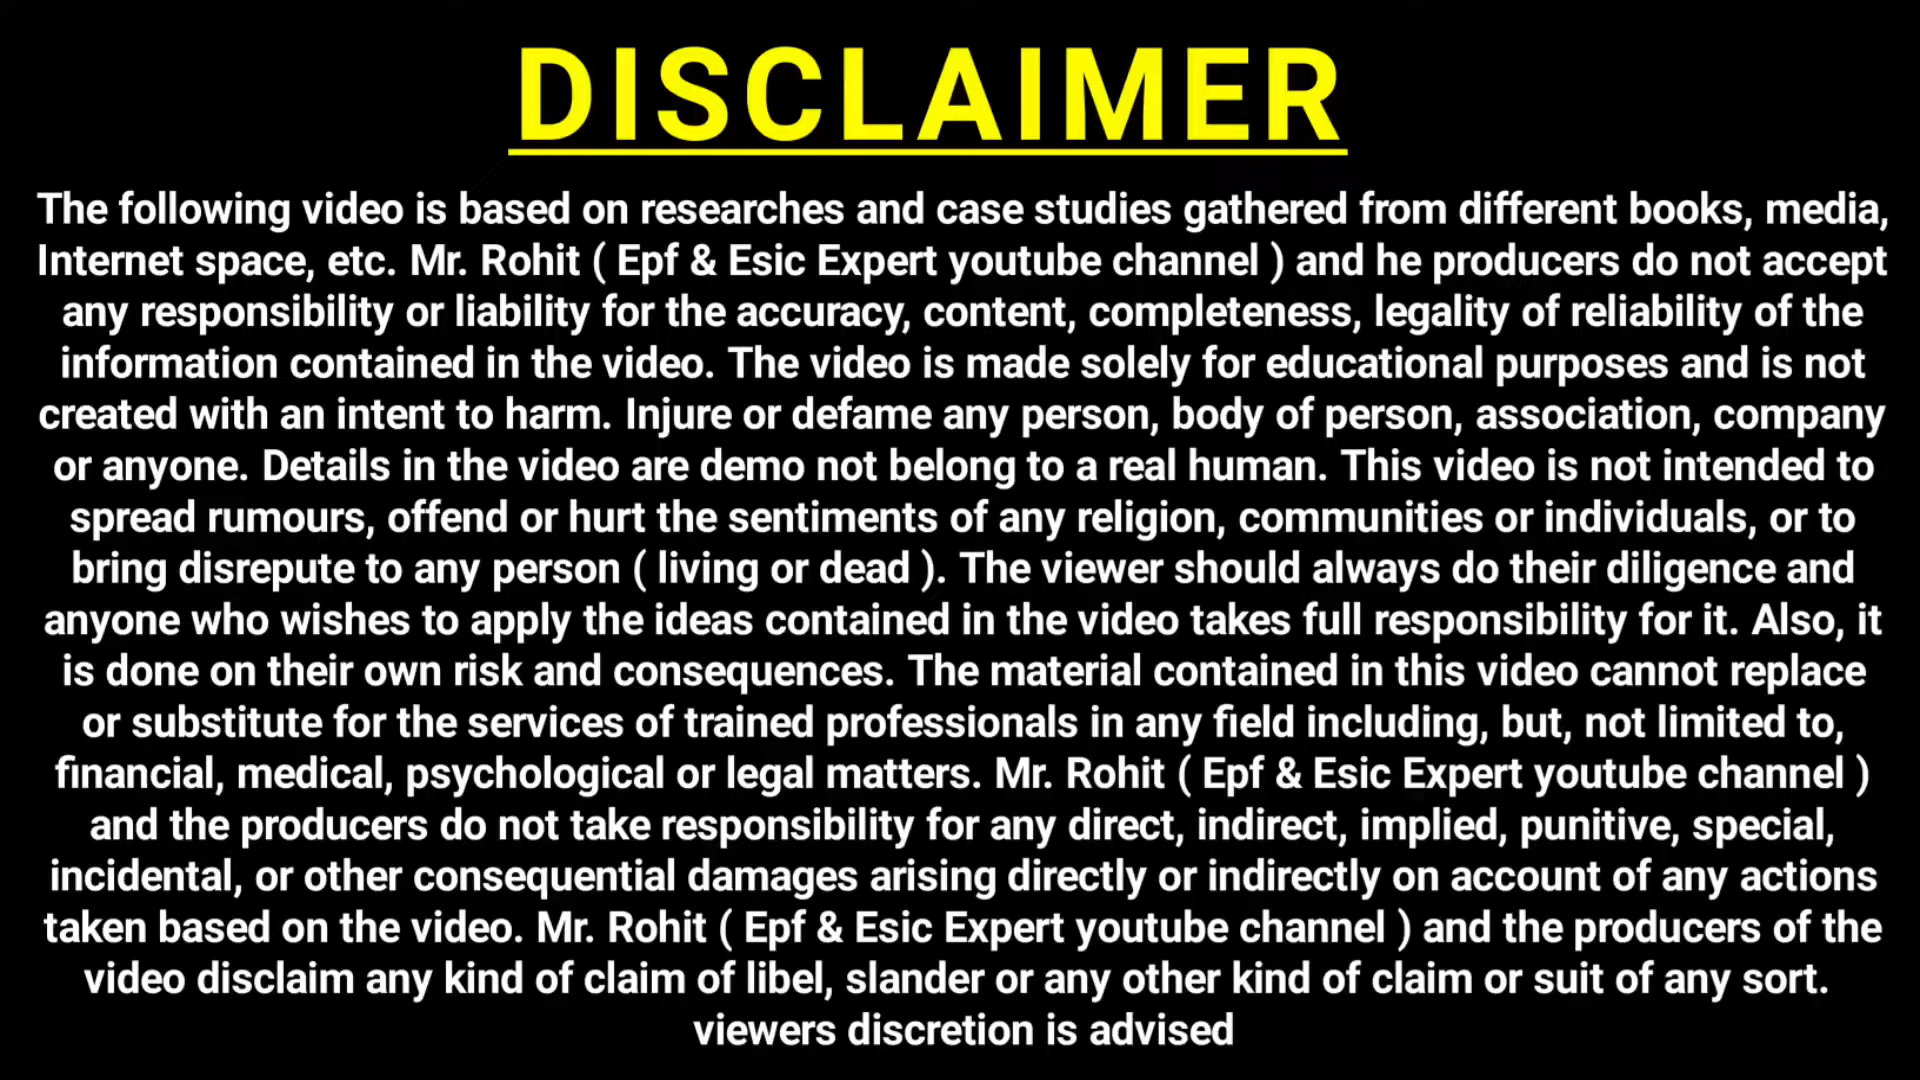 DISCLAIMER
The following video is based on researches and case studies gathered from different books, media,
Internet space, etc. Mr. Rohit ( Epf & Esic Expert youtube channel ) and he producers do not accept
any responsibility or liability for the accuracy, content, completeness, legality of reliability of the
information contained in the video. The video is made solely for educational purposes and is not
created with an intent to harm. Injure or defame any person, body of person, association, company
or anyone. Details in the video are demo not belong to a real human. This video is not intended to
spread rumours, offend or hurt the sentiments of any religion, communities or individuals, or to
bring disrepute to any person ( living or dead ). The viewer should always do their diligence and
anyone who wishes to apply the ideas contained in the video takes full responsibility for it. Also, it
is done on their own risk and consequences. The material contained in this video cannot replace
or substitute for the services of trained professionals in any field including, but, not limited to,
financial, medical, psychological or legal matters. Mr. Rohit ( Epf & Esic Expert youtube channel )
and the producers do not take responsibility for any direct, indirect, implied, punitive, special,
incidental, or other consequential damages arising directly or indirectly on account of any actions
taken based on the video. Mr. Rohit ( Epf & Esic Expert youtube channel ) and the producers of the
video disclaim any kind of claim of libel, slander or any other kind of claim or suit of any sort.
viewers discretion is advised